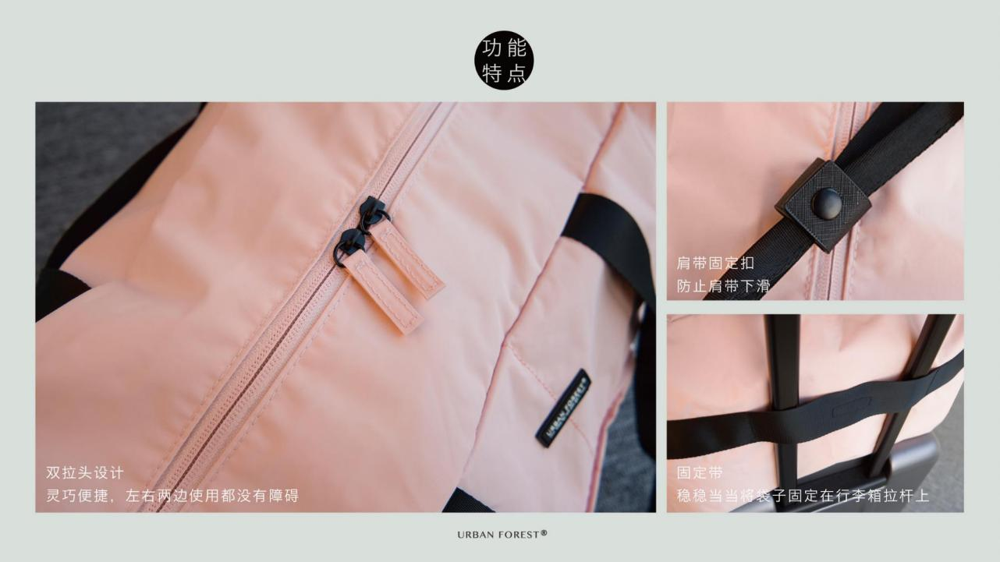 功能
特点
URBAN FOREST®
双拉头设计
灵巧便捷，左右两边使用都没有障碍
肩带固定扣
防止肩带下滑
固定带
稳稳当当将袋子固定在行李箱拉杆上
URBAN FOREST®